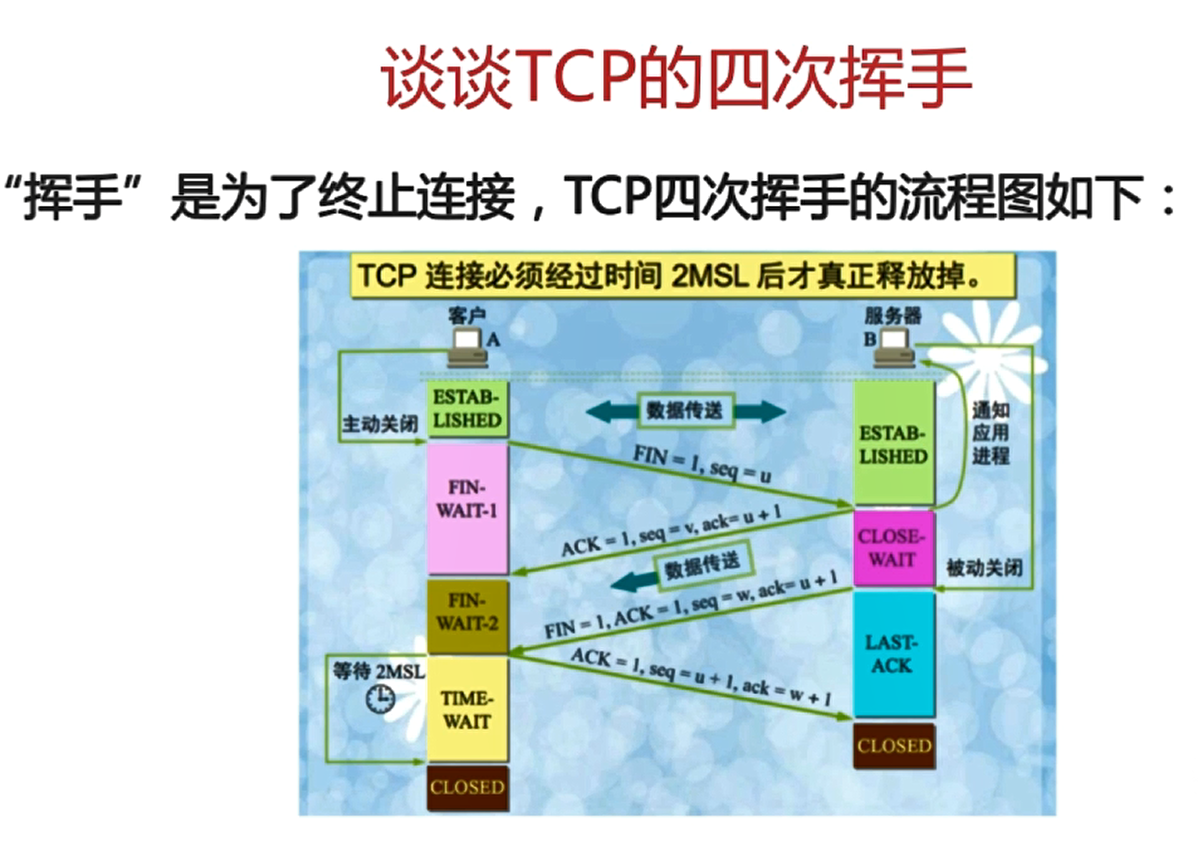 谈谈TCP的四次挥手
“挥手”是为了终止连接，TCP四次挥手的流程图如下：
TCP 连接必须经过时间 2MSL 后才真正释放掉。
客户
A
服务器
B
ESTAB-
LISHED
数据传送
主动关闭
ESTAB-
LISHED
通知
应用
进程
FIN = 1, seq = u
FIN-
WAIT-1
ACK = 1, seq = v, ack= u + 1
CLOSE-
WAIT
数据传送
被动关闭
FIN-
WAIT-2
FIN = 1, ACK = 1, seq = w, ack= u + 1
LAST-
ACK
ACK = 1, seq = u + 1, ack = w + 1
等待 2MSL
TIME-
WAIT
CLOSED
CLOSED